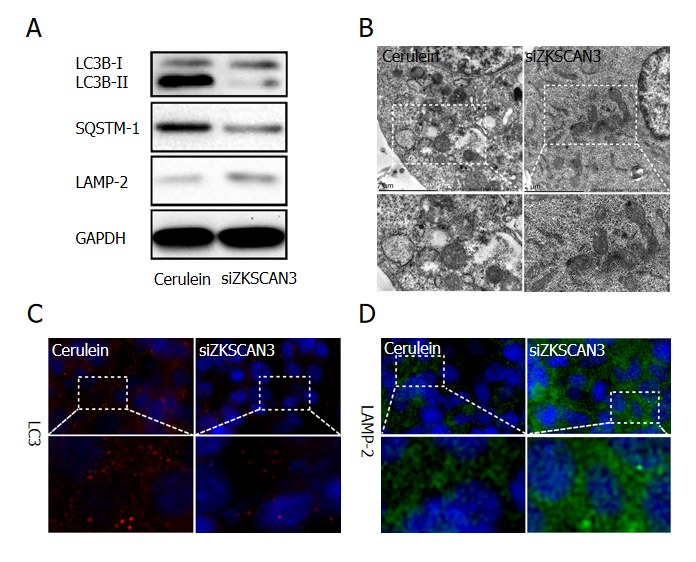 A
LC3B-I
LC3B-II
SQSTM-1
LAMP-2
GAPDH
Cerulein siZKSCAN3
B
Cerulein siZKSCAN3
C
Cerulein siZKSCAN3
LC3
D
Cerulein siZKSCAN3
LAMP-2